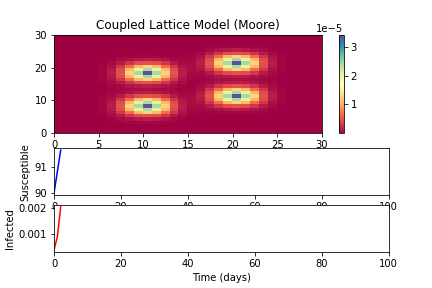 Coupled Lattice Model (Moore)
1e−5
30
20
10
0
0 5 10 15 20 25 30
3
2
1
Susceptible
91
90
0 20 40 60 80 100
Infected
0.002
0.001
0 20 40 60 80 100
Time (days)